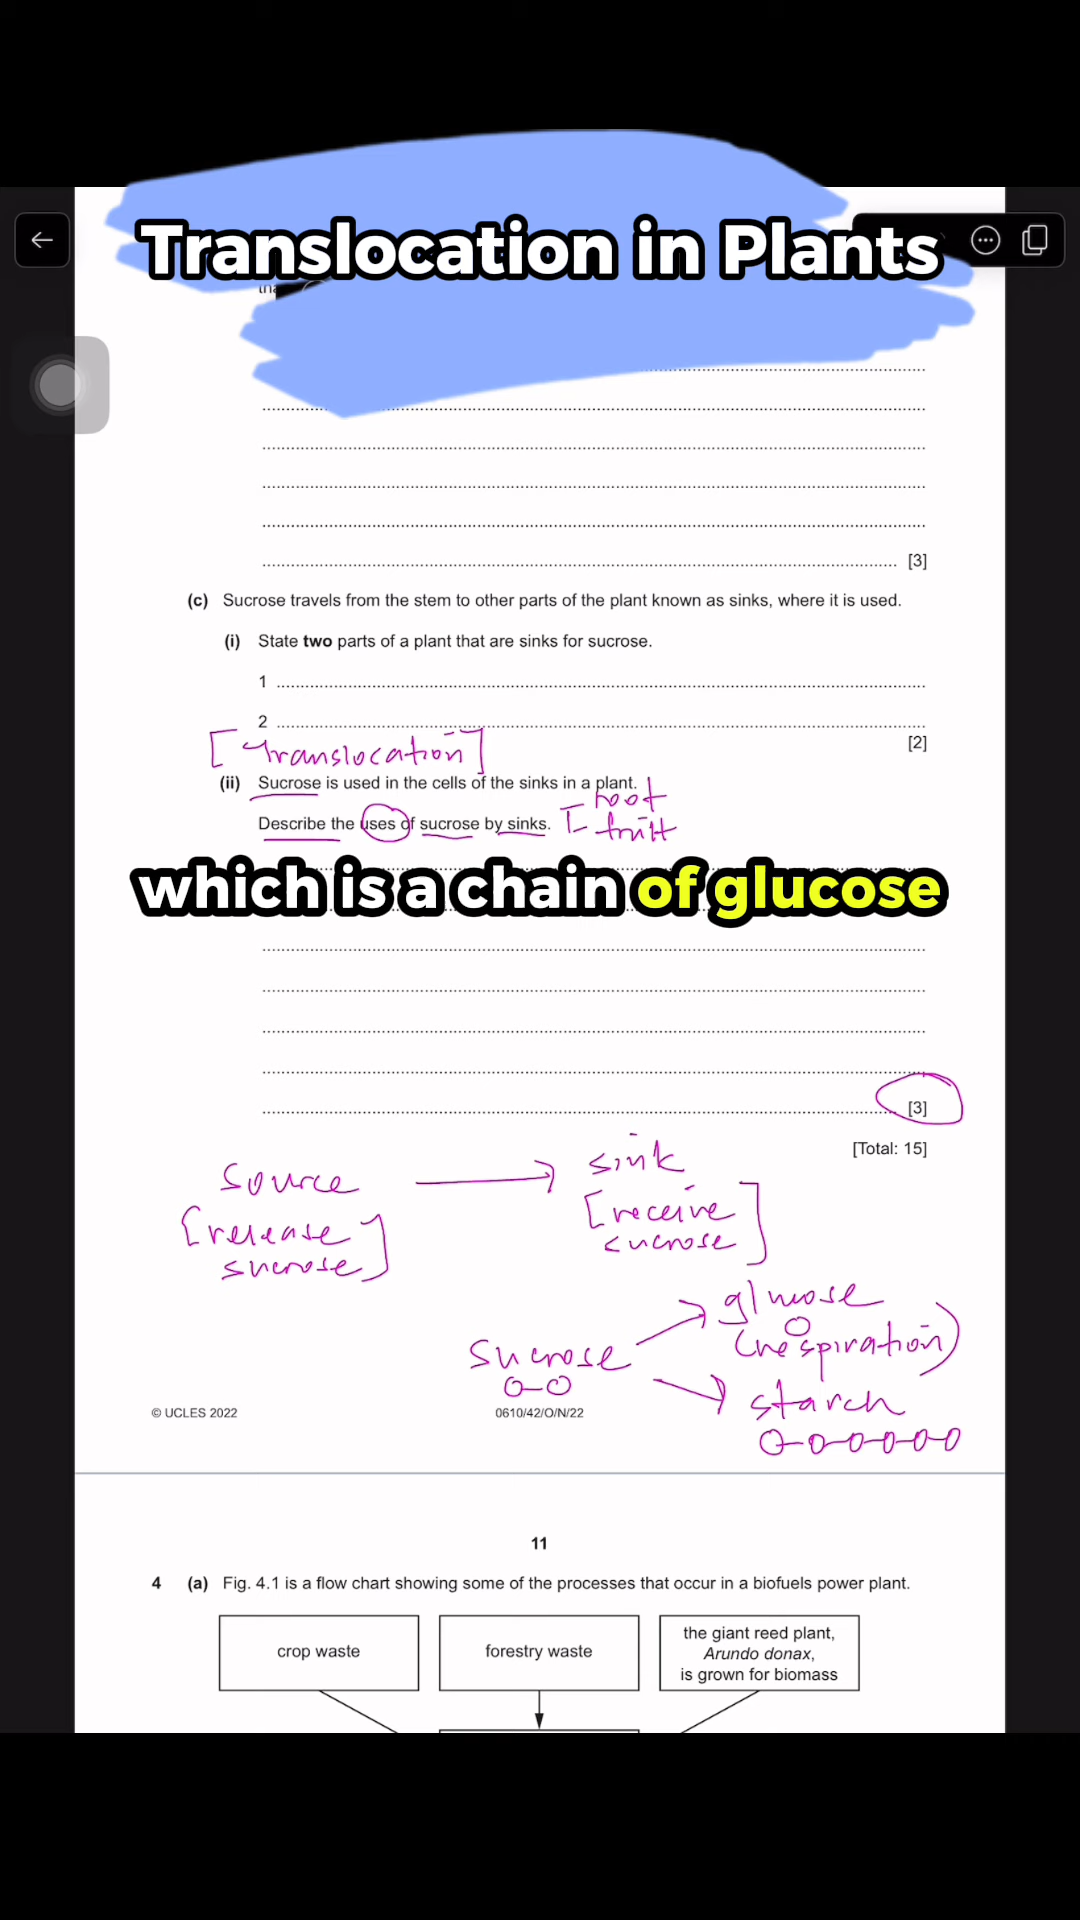 Translocation in Plants
[3]
(c) Sucrose travels from the stem to other parts of the plant known as sinks, where it is used.
(i) State two parts of a plant that are sinks for sucrose.
1
2
[2]
[Translocation]
(ii) Sucrose is used in the cells of the sinks in a plant.
root
Describe the uses of sucrose by sinks.
fruit
which is a chain of glucose
[3]
[Total: 15]
source → sink
[release sucrose]
[receive sucrose]
glucose
(respiration)
sucrose
starch
© UCLES 2022
0610/42/O/N/22
11
4 (a) Fig. 4.1 is a flow chart showing some of the processes that occur in a biofuels power plant.
crop waste
forestry waste
the giant reed plant,
Arundo donax,
is grown for biomass